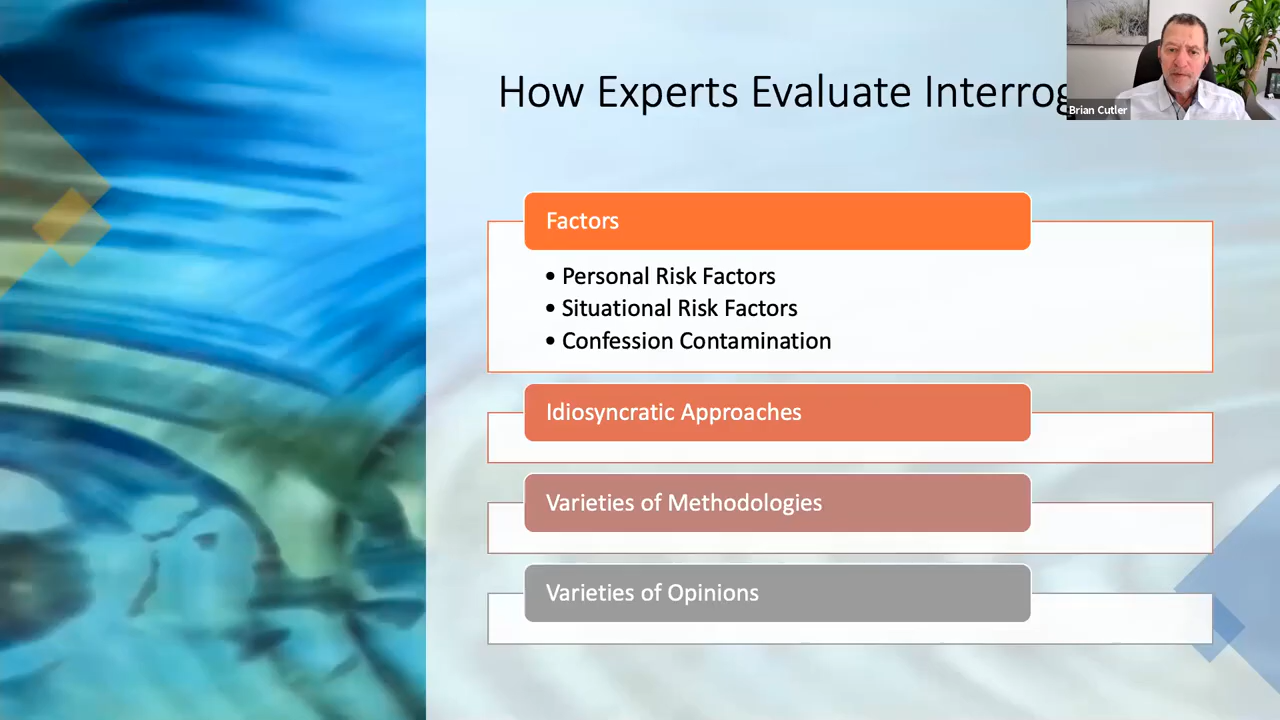 How Experts Evaluate Interrog
Brian Cutler
Factors
• Personal Risk Factors
• Situational Risk Factors
• Confession Contamination
Idiosyncratic Approaches
Varieties of Methodologies
Varieties of Opinions